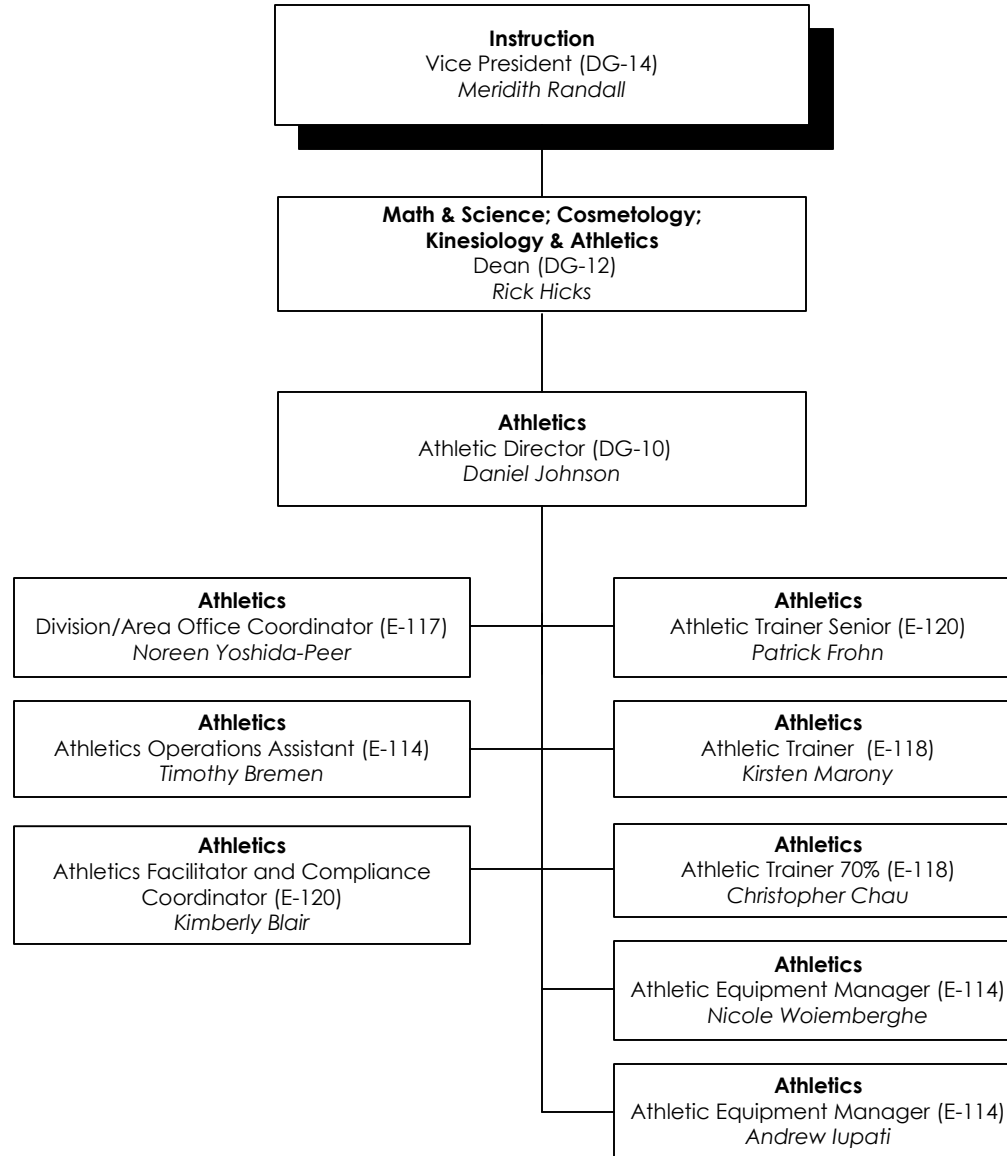 Instruction
Vice President (DG-14)
Meridith Randall
Math & Science; Cosmetology;
Kinesiology & Athletics
Dean (DG-12)
Rick Hicks
Athletics
Athletic Director (DG-10)
Daniel Johnson
Athletics
Division/Area Office Coordinator (E-117)
Noreen Yoshida-Peer
Athletics
Athletic Trainer Senior (E-120)
Patrick Frohn
Athletics
Athletics Operations Assistant (E-114)
Timothy Bremen
Athletics
Athletic Trainer (E-118)
Kirsten Marony
Athletics
Athletics Facilitator and Compliance
Coordinator (E-120)
Kimberly Blair
Athletics
Athletic Trainer 70% (E-118)
Christopher Chau
Athletics
Athletic Equipment Manager (E-114)
Nicole Woiemberghe
Athletics
Athletic Equipment Manager (E-114)
Andrew Iupati